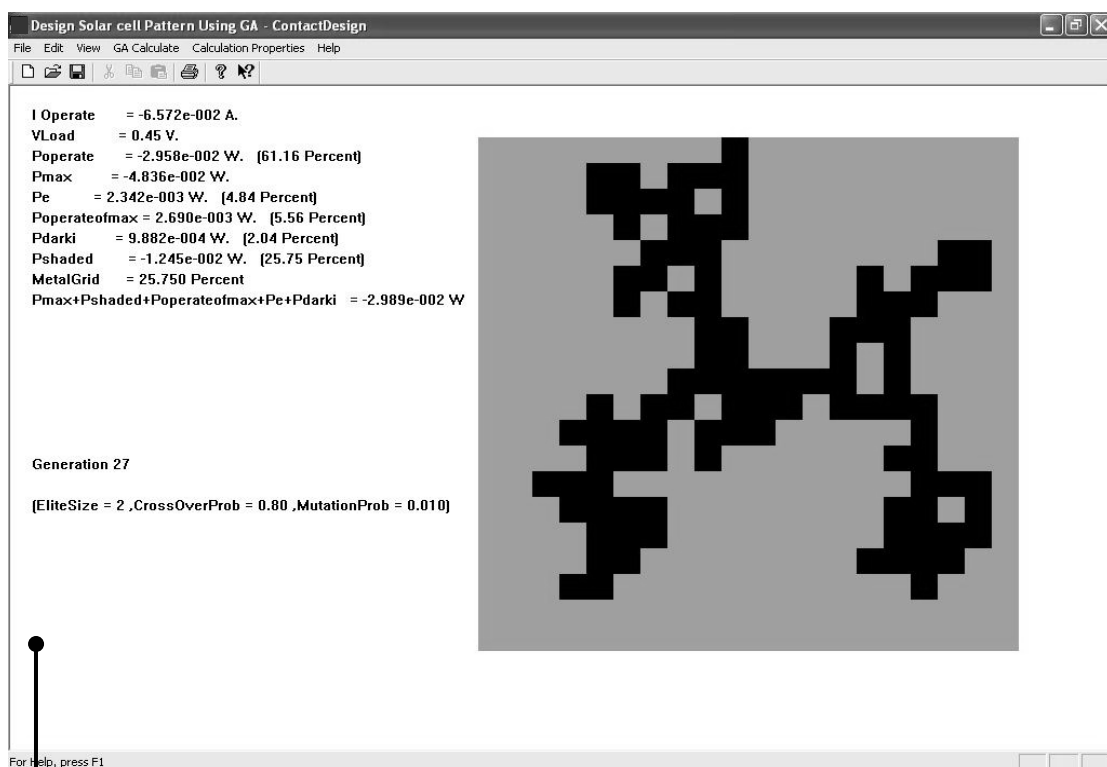 Design Solar cell Pattern Using GA - ContactDesign
File Edit View GA Calculate Calculation Properties Help
I Operate = -6.572e-002 A.
VLoad = 0.45 V.
Poperate = -2.958e-002 W. (61.16 Percent)
Pmax = -4.836e-002 W.
Pe = 2.342e-003 W. (4.84 Percent)
Poperateofmax = 2.690e-003 W. (5.56 Percent)
Pdarki = 9.882e-004 W. (2.04 Percent)
Pshaded = -1.245e-002 W. (25.75 Percent)
MetalGrid = 25.750 Percent
Pmax+Pshaded+Poperateofmax+Pe+Pdarki = -2.989e-002 W
Generation 27
(EliteSize = 2 ,CrossOverProb = 0.80 ,MutationProb = 0.010)
For Help, press F1